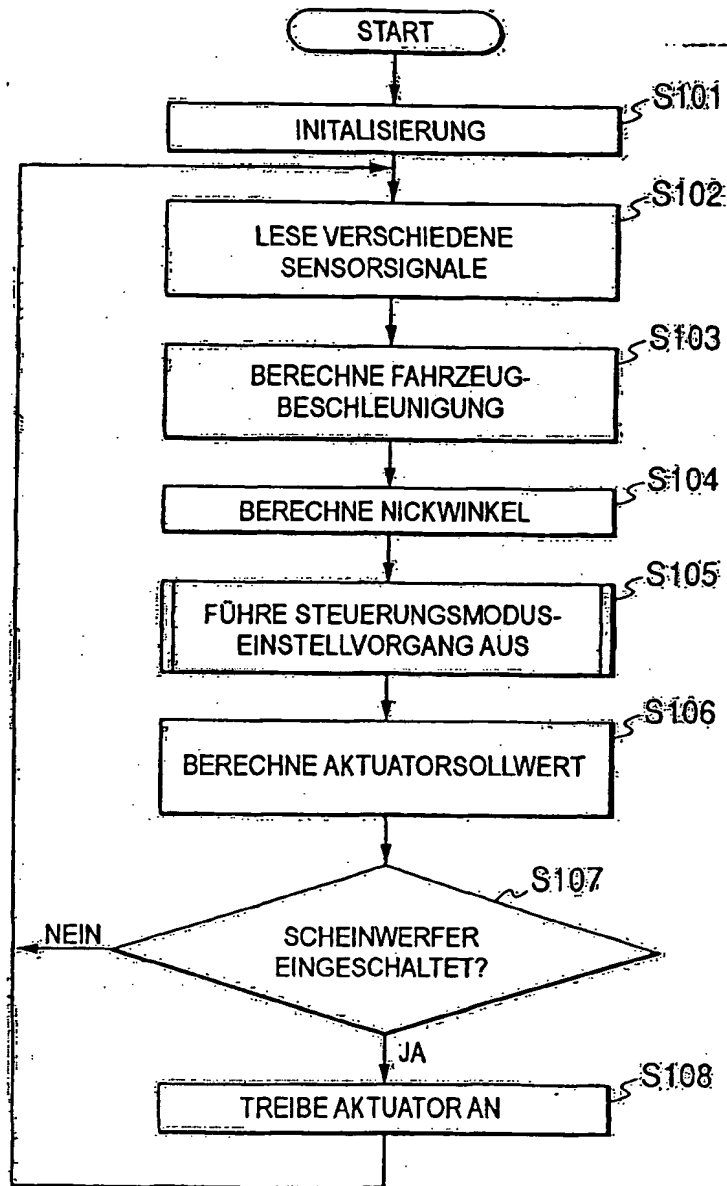 START
S101
INITALISIERUNG
S102
LESE VERSCHIEDENE
SENSORSIGNALE
S103
BERECHNE FAHRZEUG-
BESCHLEUNIGUNG
S104
BERECHNE NICKWINKEL
S105
FÜHRE STEUERUNGSMODUS-
EINSTELLVORGANG AUS
S106
BERECHNE AKTUATORSOLLWERT
S107
NEIN
SCHEINWERFER
EINGESCHALTET?
JA
S108
TREIBE AKTUATOR AN